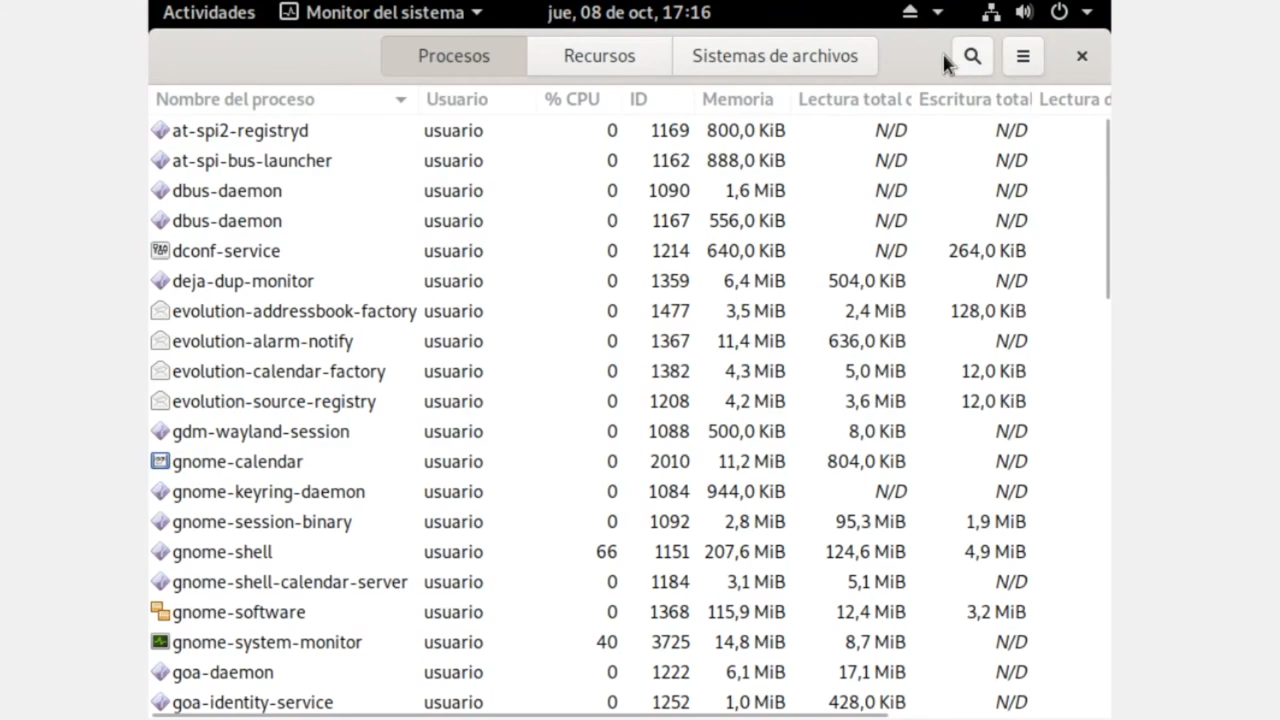 Actividades Monitor del sistema jue, 08 de oct, 17:16
Procesos Recursos Sistemas de archivos
Nombre del proceso Usuario % CPU ID Memoria Lectura total Escritura total Lectura
at-spi2-registryd usuario 0 1169 800,0 KiB N/D N/D
at-spi-bus-launcher usuario 0 1162 888,0 KiB N/D N/D
dbus-daemon usuario 0 1090 1,6 MiB N/D N/D
dbus-daemon usuario 0 1167 556,0 KiB N/D N/D
dconf-service usuario 0 1214 640,0 KiB N/D 264,0 KiB
deja-dup-monitor usuario 0 1359 6,4 MiB 504,0 KiB N/D
evolution-addressbook-factory usuario 0 1477 3,5 MiB 2,4 MiB 128,0 KiB
evolution-alarm-notify usuario 0 1367 11,4 MiB 636,0 KiB N/D
evolution-calendar-factory usuario 0 1382 4,3 MiB 5,0 MiB 12,0 KiB
evolution-source-registry usuario 0 1208 4,2 MiB 3,6 MiB 12,0 KiB
gdm-wayland-session usuario 0 1088 500,0 KiB 8,0 KiB N/D
gnome-calendar usuario 0 2010 11,2 MiB 804,0 KiB N/D
gnome-keyring-daemon usuario 0 1084 944,0 KiB N/D N/D
gnome-session-binary usuario 0 1092 2,8 MiB 95,3 MiB 1,9 MiB
gnome-shell usuario 66 1151 207,6 MiB 124,6 MiB 4,9 MiB
gnome-shell-calendar-server usuario 0 1184 3,1 MiB 5,1 MiB N/D
gnome-software usuario 0 1368 115,9 MiB 12,4 MiB 3,2 MiB
gnome-system-monitor usuario 40 3725 14,8 MiB 8,7 MiB N/D
goa-daemon usuario 0 1222 6,1 MiB 17,1 MiB N/D
goa-identity-service usuario 0 1252 1,0 MiB 428,0 KiB N/D